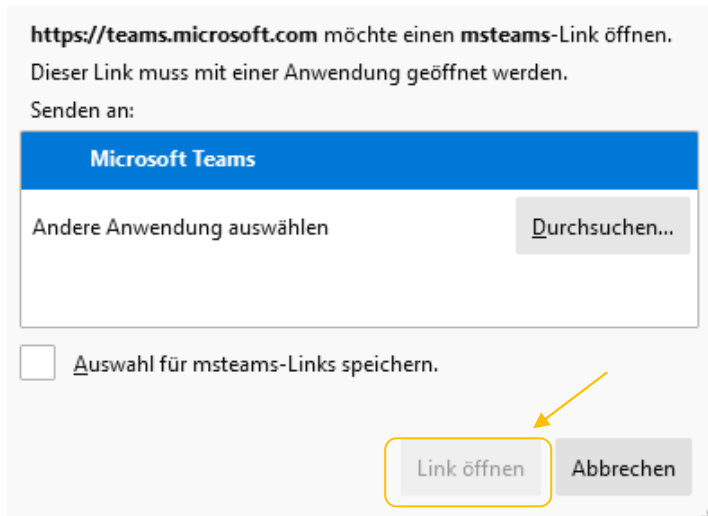 https://teams.microsoft.com möchte einen msteams-Link öffnen.
Dieser Link muss mit einer Anwendung geöffnet werden.
Senden an:
Microsoft Teams
Andere Anwendung auswählen
Durchsuchen...
Auswahl für msteams-Links speichern.
Link öffnen
Abbrechen